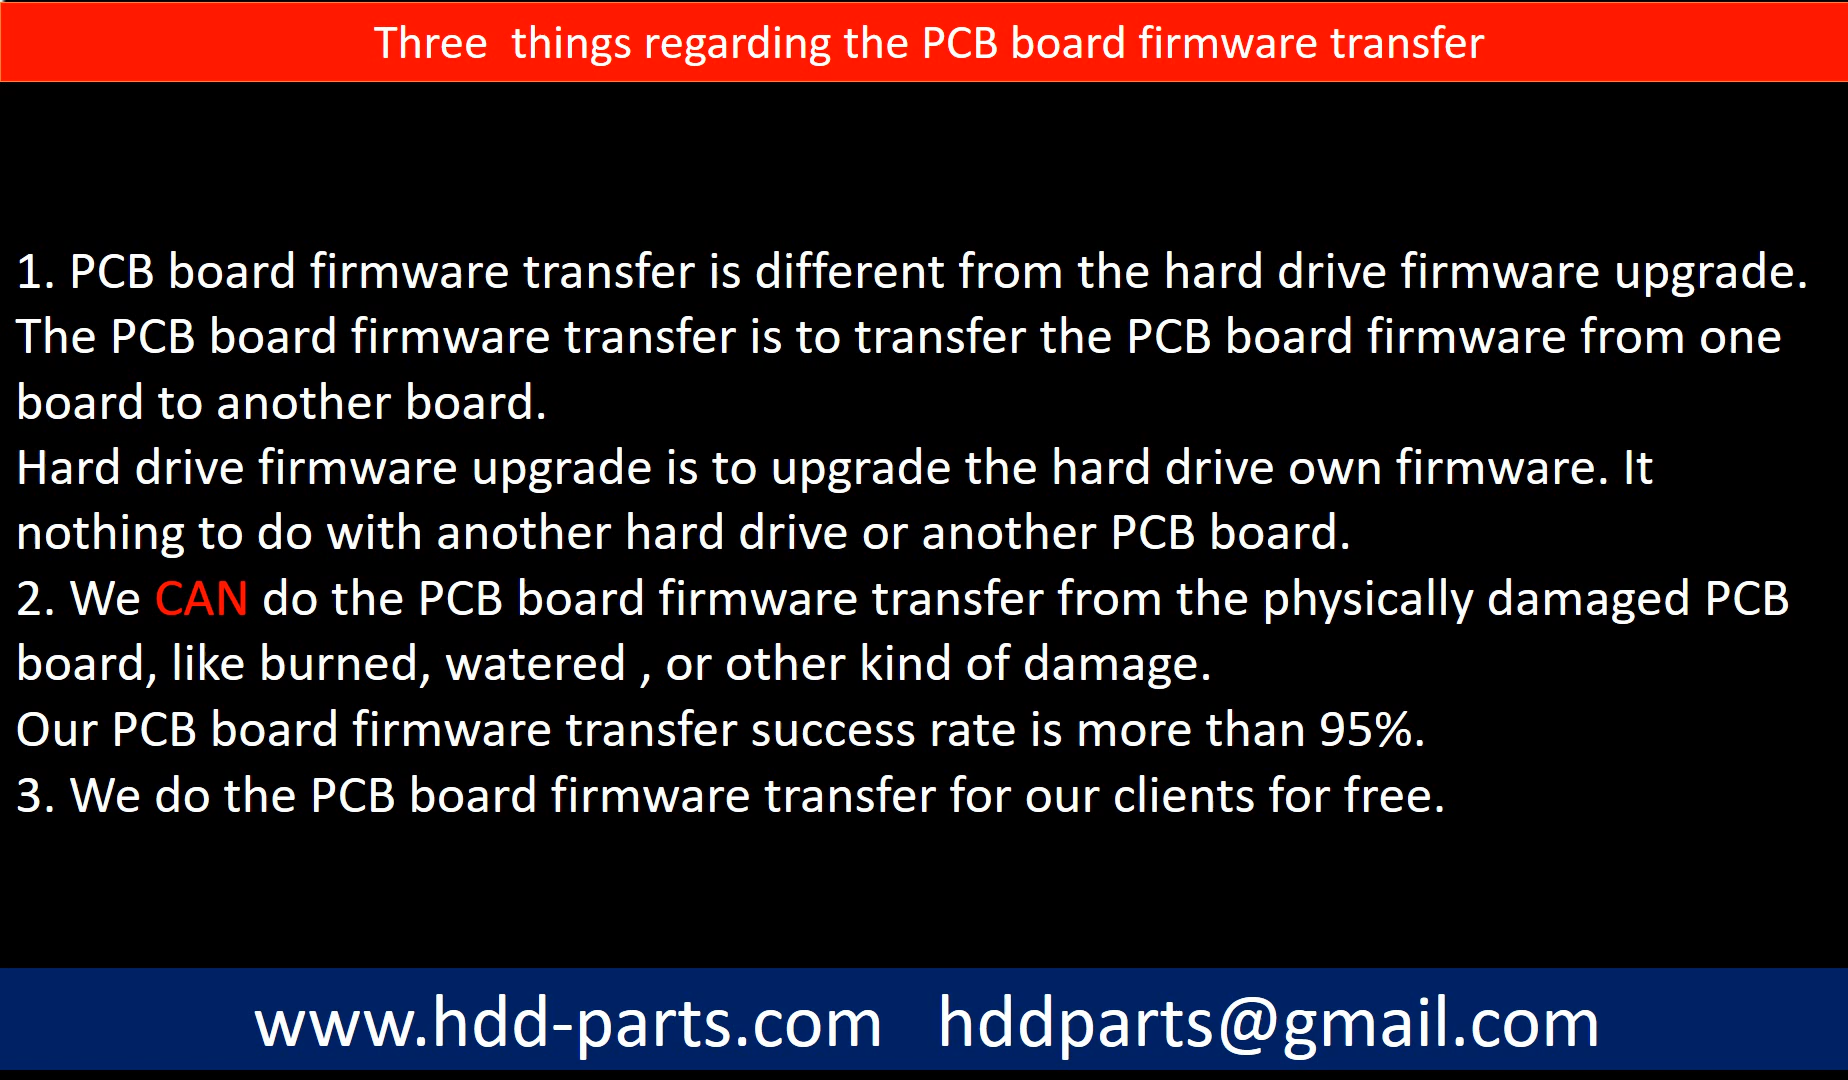 Three  things regarding the PCB board firmware transfer
1. PCB board firmware transfer is different from the hard drive firmware upgrade.
The PCB board firmware transfer is to transfer the PCB board firmware from one
board to another board.
Hard drive firmware upgrade is to upgrade the hard drive own firmware. It
nothing to do with another hard drive or another PCB board.
2. We CAN do the PCB board firmware transfer from the physically damaged PCB
board, like burned, watered , or other kind of damage.
Our PCB board firmware transfer success rate is more than 95%.
3. We do the PCB board firmware transfer for our clients for free.
www.hdd-parts.com   hddparts@gmail.com